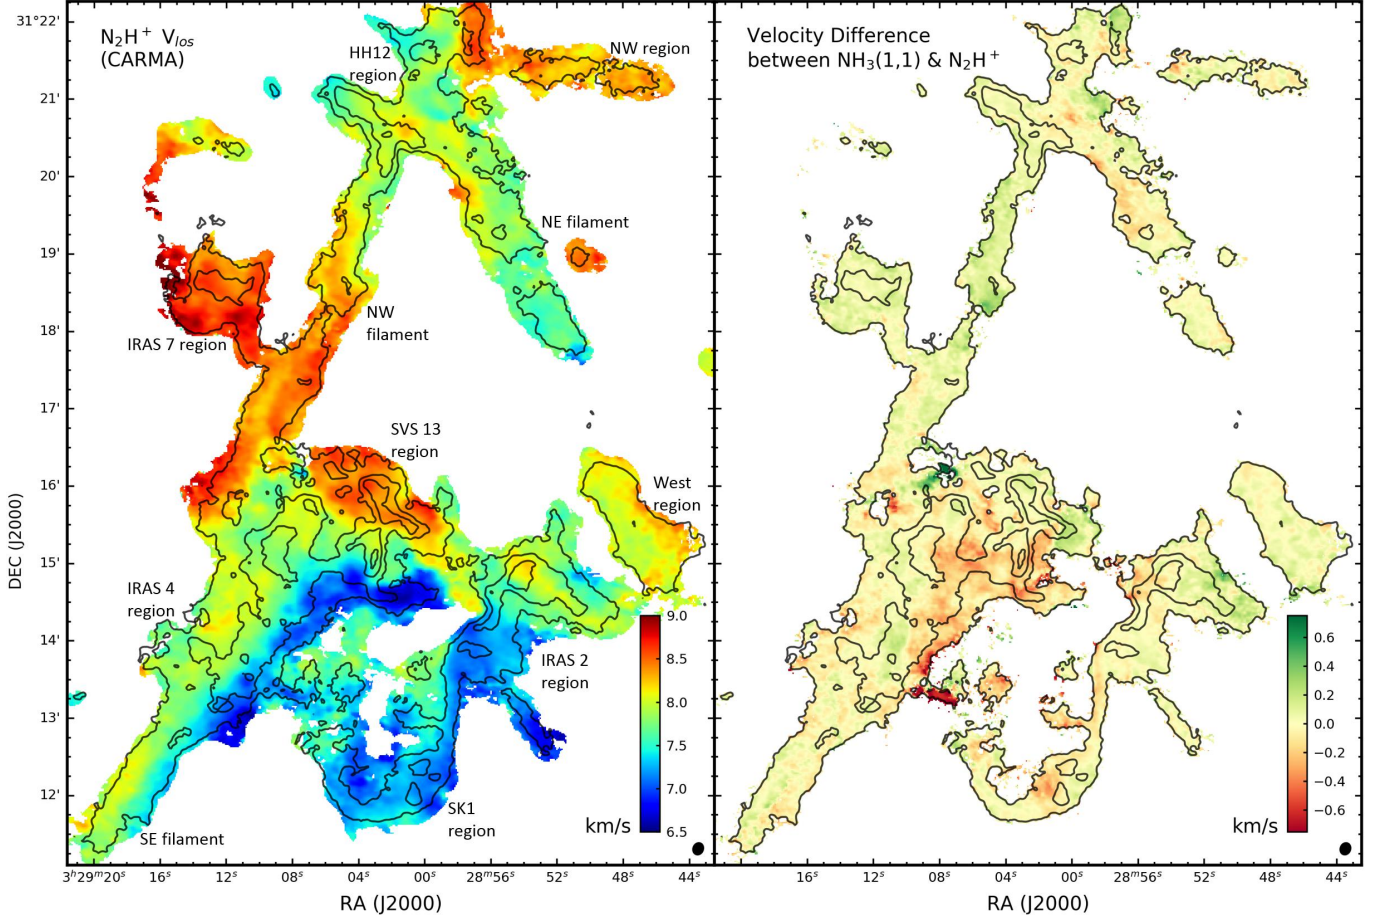 N₂H⁺ V_los
(CARMA)
HH12
region
NW region
NE filament
NW
filament
IRAS 7 region
SVS 13
region
West
region
IRAS 4
region
IRAS 2
region
SK1
region
SE filament
31°22'
21'
20'
19'
18'
17'
16'
15'
14'
13'
12'
DEC (J2000)
9.0
8.5
8.0
7.5
7.0
6.5
km/s
3ʰ29ᵐ20ˢ 16ˢ 12ˢ 08ˢ 04ˢ 00ˢ 28ᵐ56ˢ 52ˢ 48ˢ 44ˢ
RA (J2000)
Velocity Difference
between NH₃(1,1) & N₂H⁺
0.6
0.4
0.2
0.0
−0.2
−0.4
−0.6
km/s
20ˢ 16ˢ 12ˢ 08ˢ 04ˢ 00ˢ 28ᵐ56ˢ 52ˢ 48ˢ 44ˢ
RA (J2000)